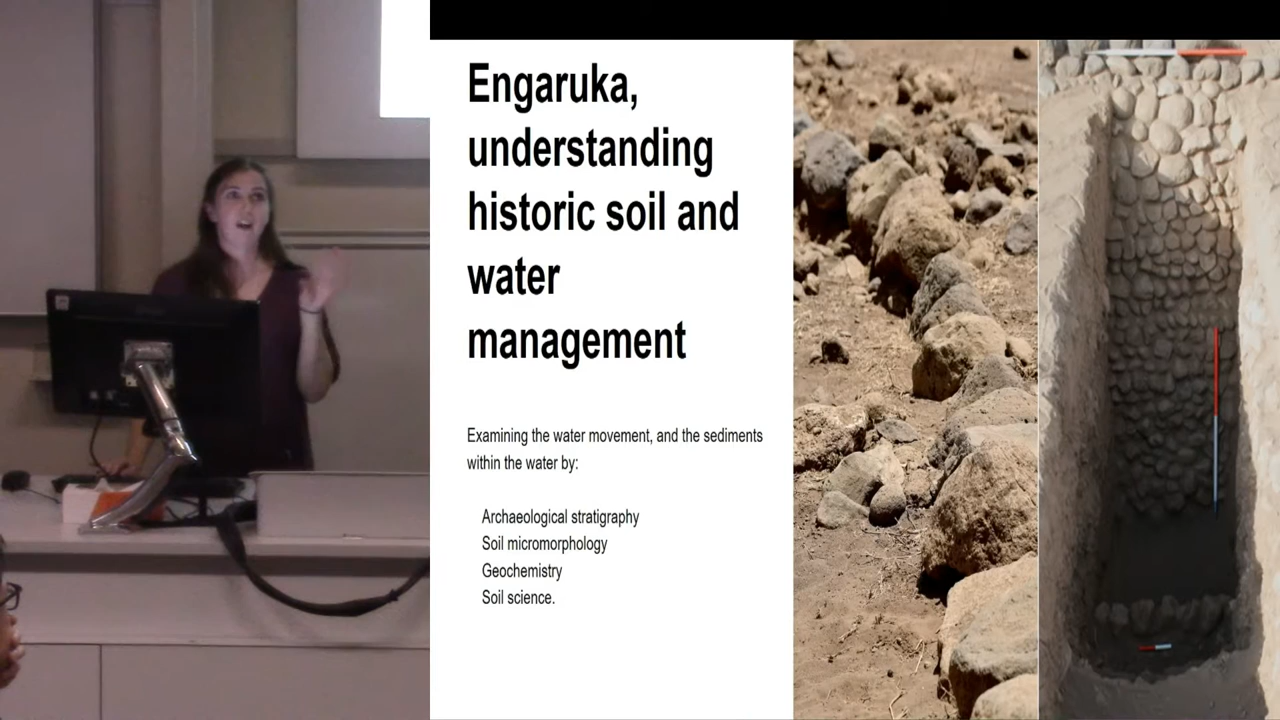 Engaruka,
understanding
historic soil and
water
management
Examining the water movement, and the sediments
within the water by:
Archaeological stratigraphy
Soil micromorphology
Geochemistry
Soil science.